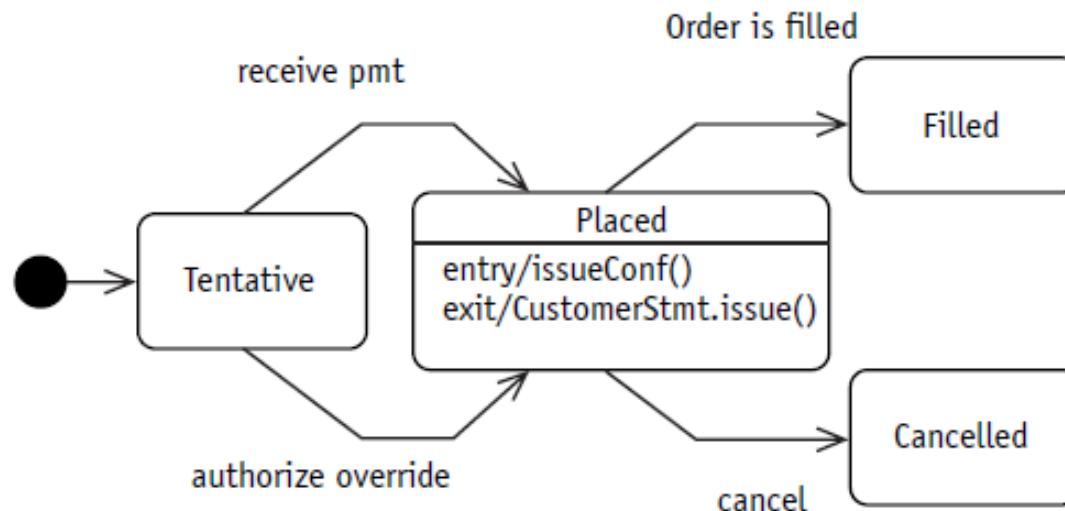 Order is filled
receive pmt
Filled
Placed
Tentative
entry/issueConf()
exit/CustomerStmt.issue()
Cancelled
authorize override
cancel